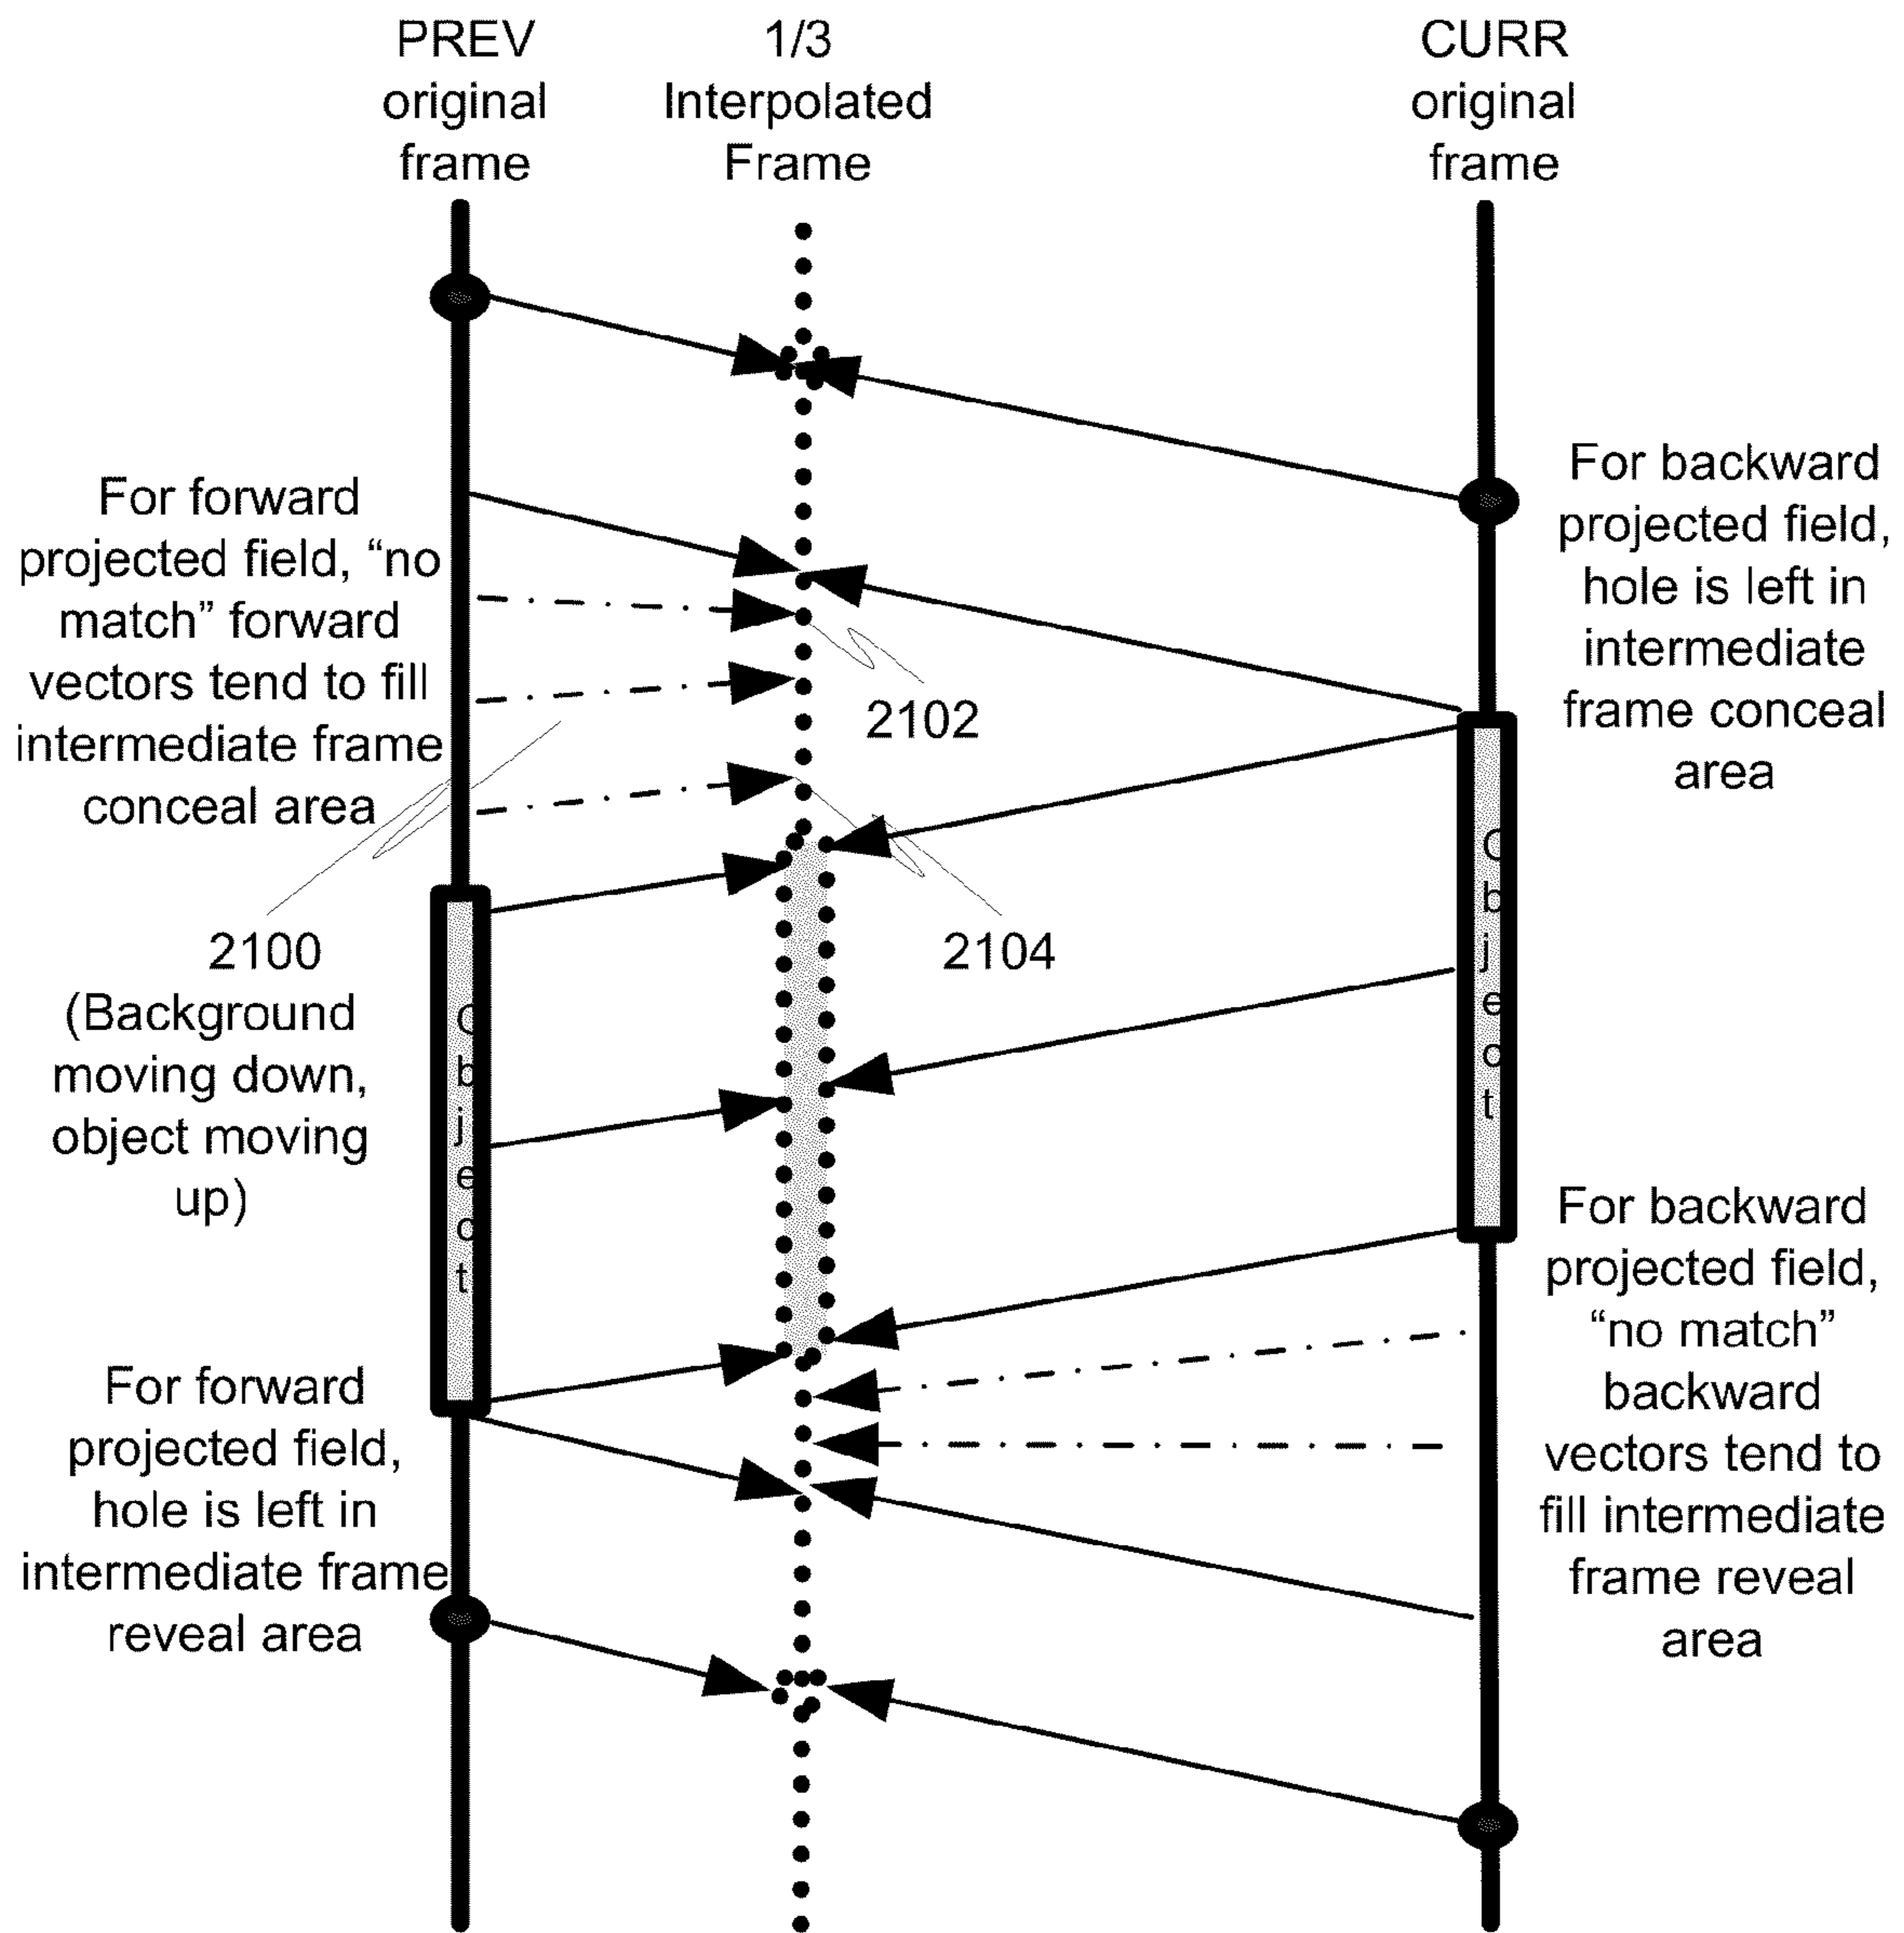 PREV
original
frame
1/3
Interpolated
Frame
CURR
original
frame
For forward
projected field, “no
match” forward
vectors tend to fill
intermediate frame
conceal area
For backward
projected field,
hole is left in
intermediate
frame conceal
area
2102
2100
(Background
moving down,
object moving
up)
2104
Object
Object
For forward
projected field,
hole is left in
intermediate frame
reveal area
For backward
projected field,
“no match”
backward
vectors tend to
fill intermediate
frame reveal
area